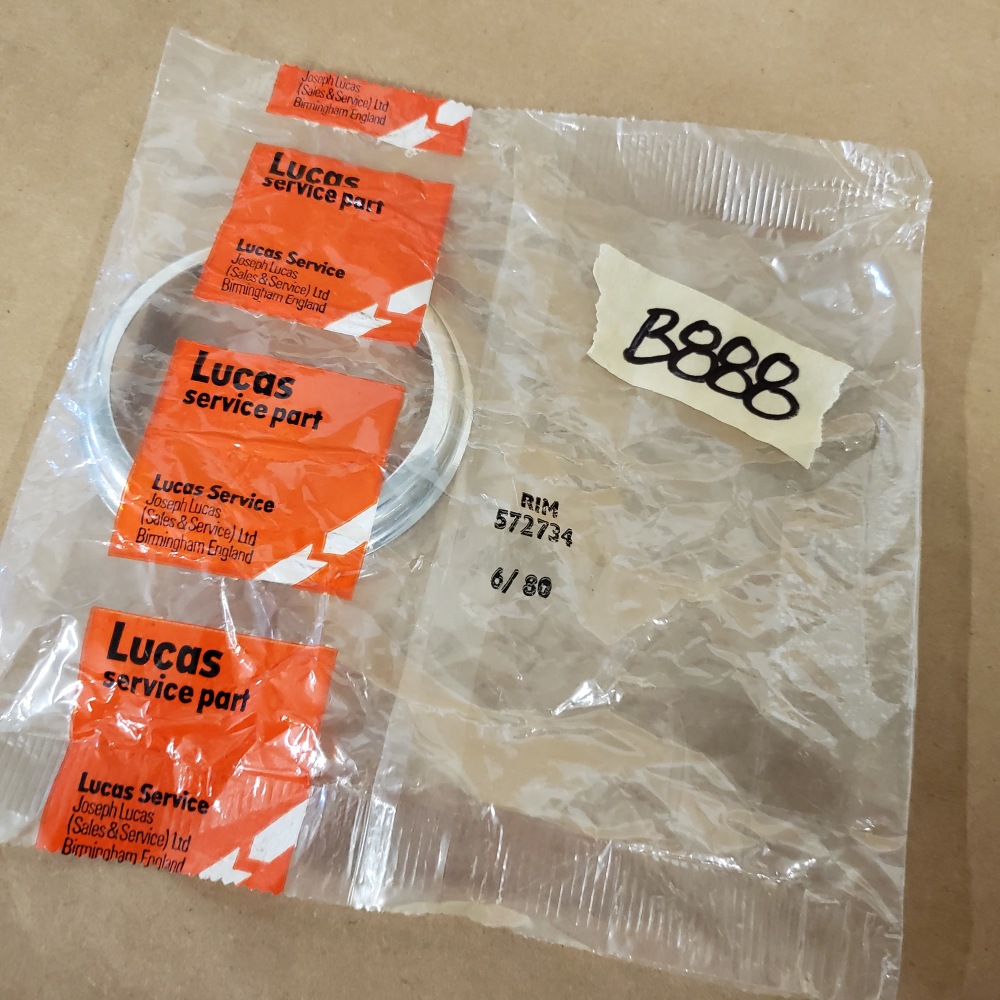 Joseph Lucas
(Sales & Service) Ltd
Birmingham England
Lucas
service part
Lucas Service
Joseph Lucas
(Sales & Service) Ltd
Birmingham England
Lucas
service part
Lucas Service
Joseph Lucas
(Sales & Service) Ltd
Birmingham England
Lucas
service part
Lucas Service
Joseph Lucas
(Sales & Service) Ltd
Birmingham England
B888
RIM
572734
6/80